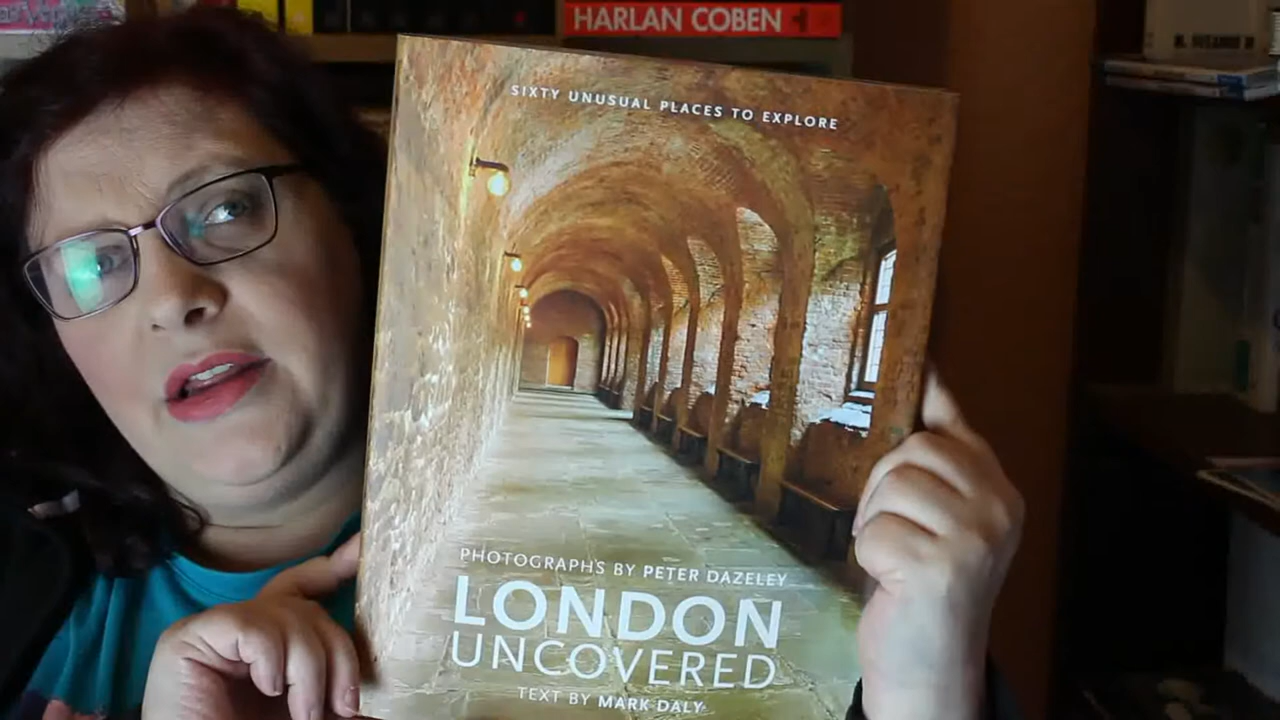 HARLAN COBEN
SIXTY UNUSUAL PLACES TO EXPLORE
PHOTOGRAPHS BY PETER DAZELEY
LONDON
UNCOVERED
TEXT BY MARK DALY